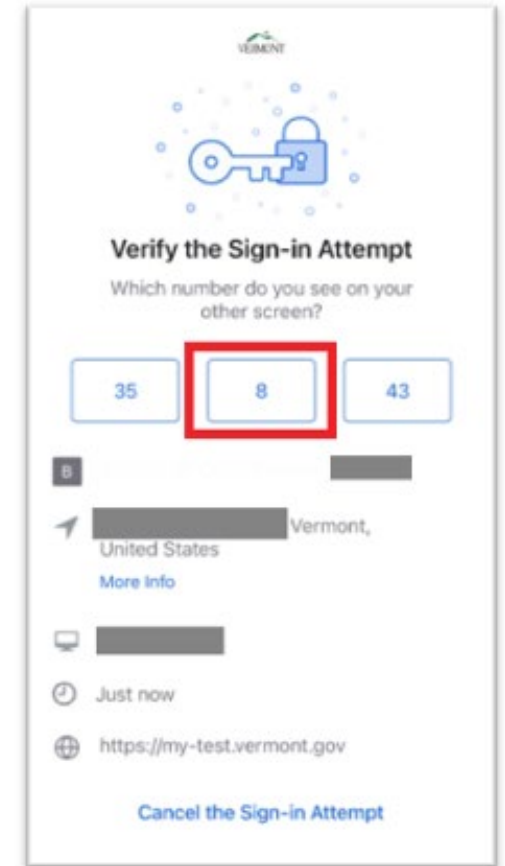 VERMONT
Verify the Sign-in Attempt
Which number do you see on your
other screen?
35 8 43
B
Vermont,
United States
More Info
Just now
https://my-test.vermont.gov
Cancel the Sign-in Attempt